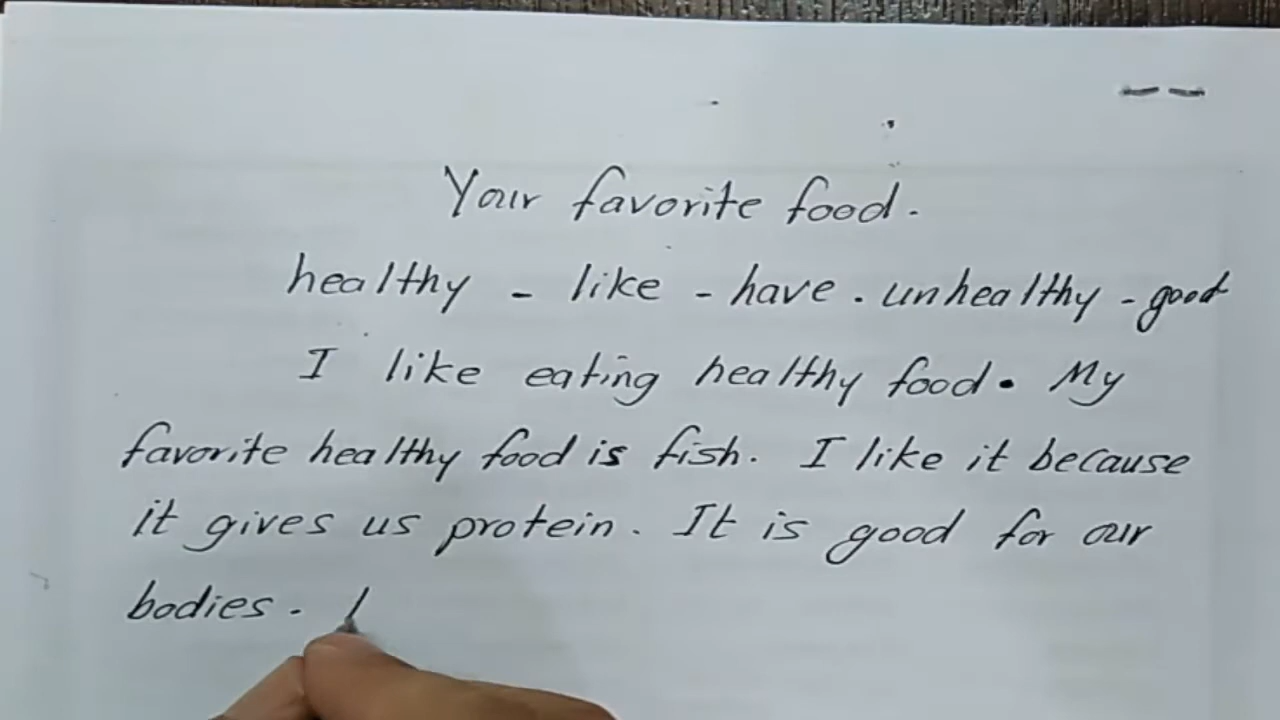 Your favorite food.
healthy - like - have . unhealthy - good
I like eating healthy food. My
favorite healthy food is fish. I like it because
it gives us protein. It is good for our
bodies.